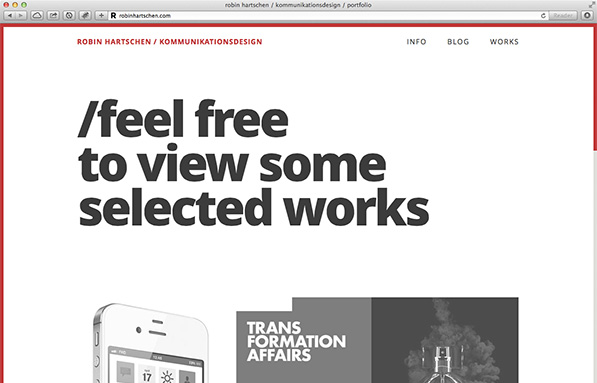 robin hartschen / kommunikationsdesign / portfolio
robinhartschen.com
Reader
ROBIN HARTSCHEN / KOMMUNIKATIONSDESIGN
INFO BLOG WORKS
/feel free
to view some
selected works
TRANS
FORMATION
AFFAIRS
17